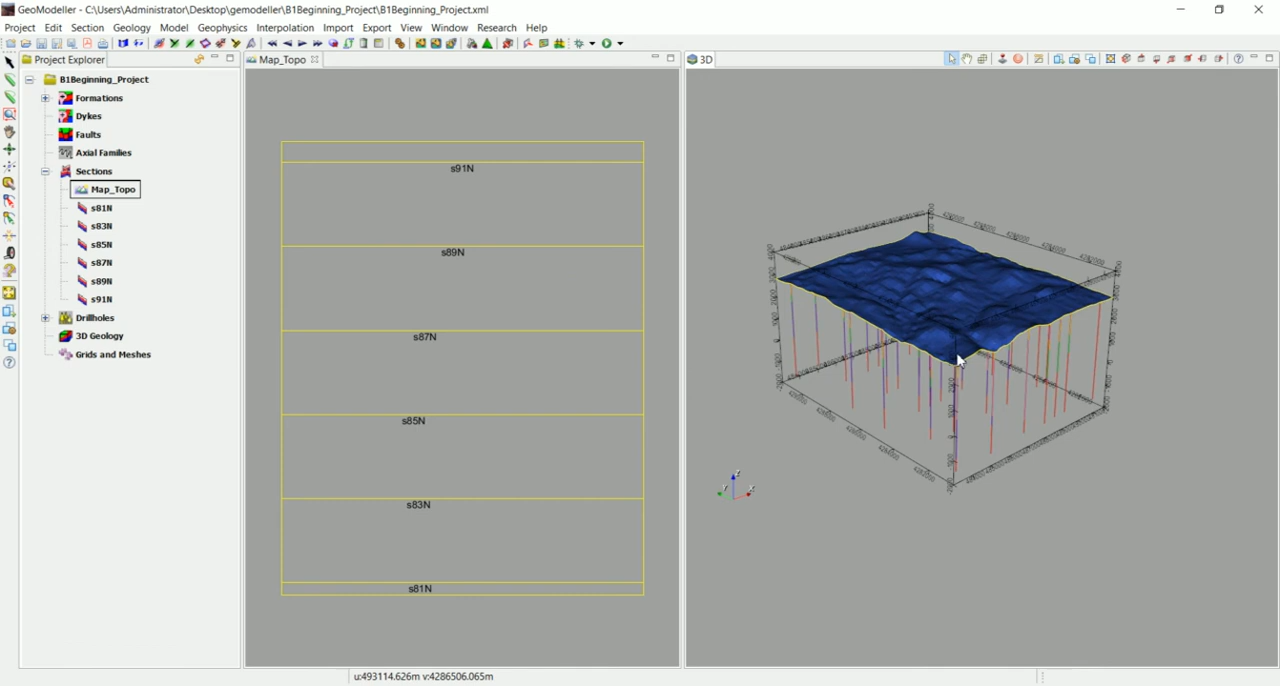 GeoModeller - C:\Users\Administrator\Desktop\gemodeller\B1Beginning_Project\B1Beginning_Project.xml
Project Edit Section Geology Model Geophysics Interpolation Import Export View Window Research Help
Project Explorer
Map_Topo
3D
B1Beginning_Project
Formations
Dykes
Faults
Axial Families
Sections
Map_Topo
s81N
s83N
s85N
s87N
s89N
s91N
Drillholes
3D Geology
Grids and Meshes
s91N
s89N
s87N
s85N
s83N
s81N
Z
Y
X
u:493114.626m v:4286506.065m